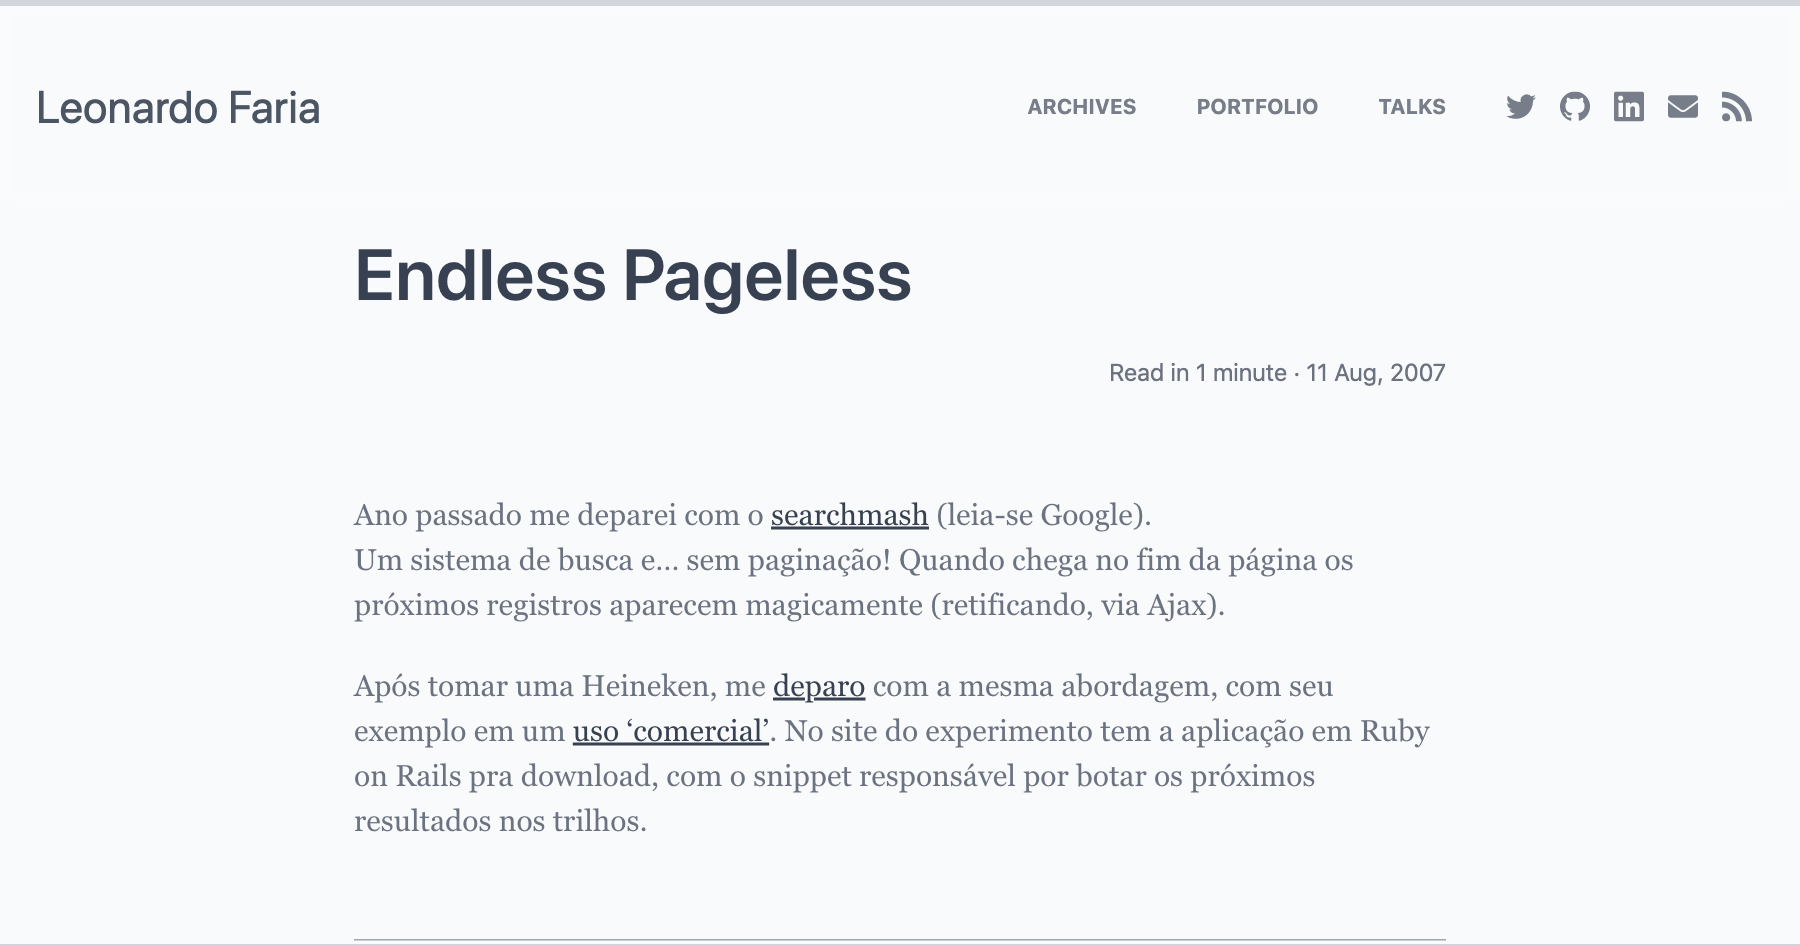 Leonardo Faria
ARCHIVES PORTFOLIO TALKS
Endless Pageless
Read in 1 minute · 11 Aug, 2007
Ano passado me deparei com o searchmash (leia-se Google).
Um sistema de busca e… sem paginação! Quando chega no fim da página os
próximos registros aparecem magicamente (retificando, via Ajax).
Após tomar uma Heineken, me deparo com a mesma abordagem, com seu
exemplo em um uso ‘comercial’. No site do experimento tem a aplicação em Ruby
on Rails pra download, com o snippet responsável por botar os próximos
resultados nos trilhos.